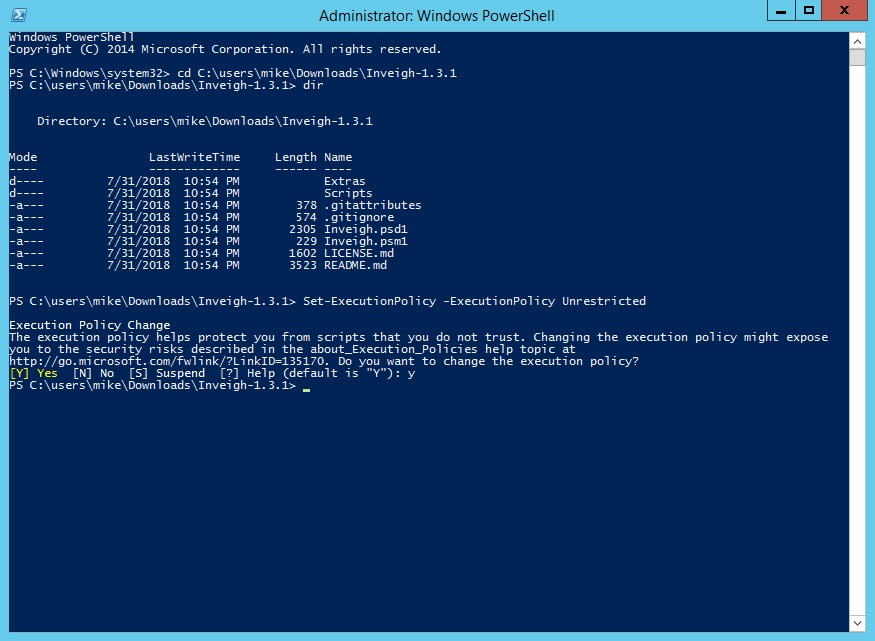 Administrator: Windows PowerShell
Windows PowerShell
Copyright (C) 2014 Microsoft Corporation. All rights reserved.
PS C:\Windows\system32> cd C:\users\mike\Downloads\Inveigh-1.3.1
PS C:\users\mike\Downloads\Inveigh-1.3.1> dir
Directory: C:\users\mike\Downloads\Inveigh-1.3.1
Mode LastWriteTime Length Name
---- ------------- ------ ----
d---- 7/31/2018 10:54 PM Extras
d---- 7/31/2018 10:54 PM Scripts
-a--- 7/31/2018 10:54 PM 378 .gitattributes
-a--- 7/31/2018 10:54 PM 574 .gitignore
-a--- 7/31/2018 10:54 PM 2305 Inveigh.psd1
-a--- 7/31/2018 10:54 PM 229 Inveigh.psm1
-a--- 7/31/2018 10:54 PM 1602 LICENSE.md
-a--- 7/31/2018 10:54 PM 3523 README.md
PS C:\users\mike\Downloads\Inveigh-1.3.1> Set-ExecutionPolicy -ExecutionPolicy Unrestricted
Execution Policy Change
The execution policy helps protect you from scripts that you do not trust. Changing the execution policy might expose
you to the security risks described in the about_Execution_Policies help topic at
http://go.microsoft.com/fwlink/?LinkID=135170. Do you want to change the execution policy?
[Y] Yes [N] No [S] Suspend [?] Help (default is "Y"): y
PS C:\users\mike\Downloads\Inveigh-1.3.1>